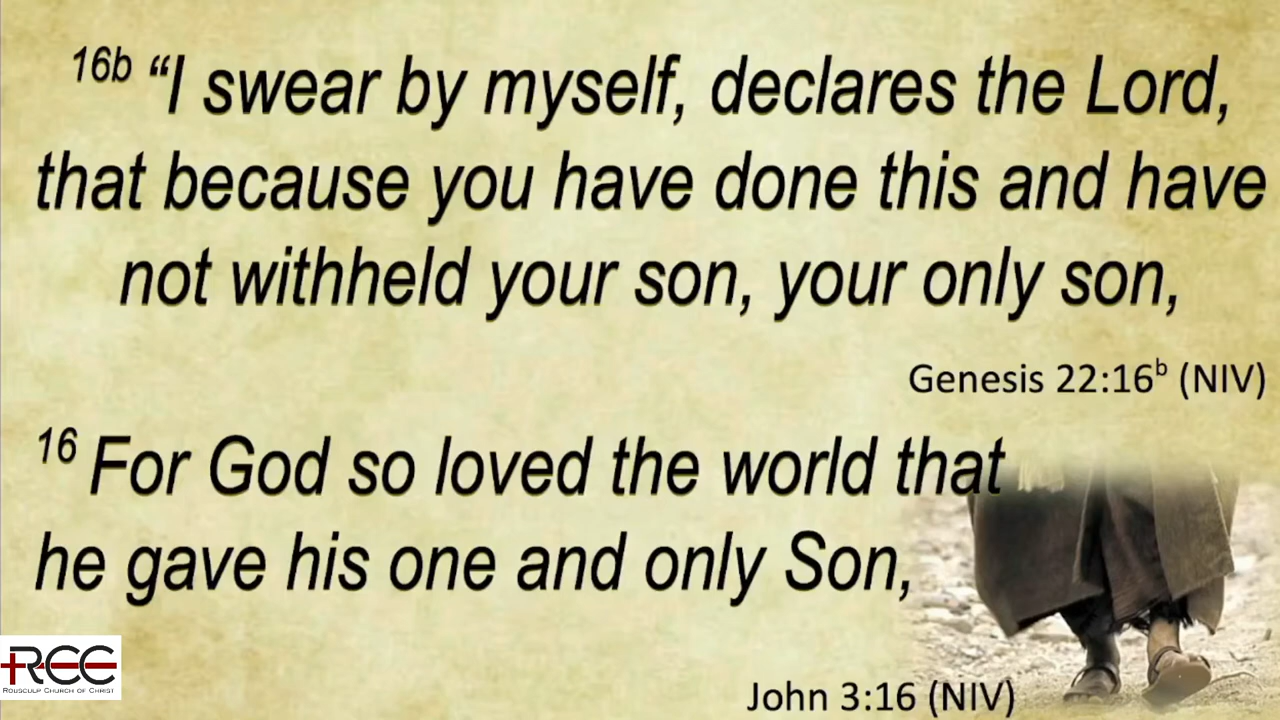 16b “I swear by myself, declares the Lord,
that because you have done this and have
not withheld your son, your only son,
Genesis 22:16b (NIV)
16 For God so loved the world that
he gave his one and only Son,
John 3:16 (NIV)
RCC
Rousculp Church of Christ